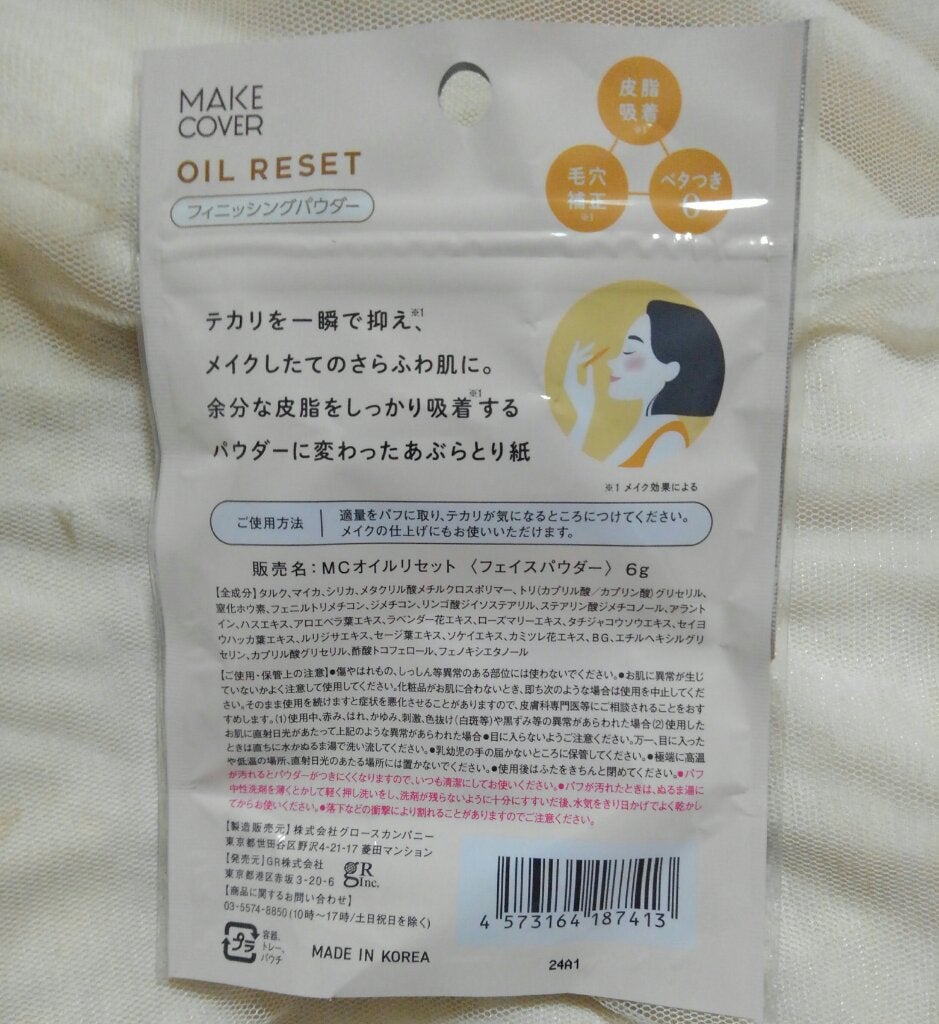 MAKE
COVER
OIL RESET
フィニッシングパウダー
皮脂
吸着
※1
毛穴
補正
※1
ベタつき
0
テカリを一瞬で抑え※1、
メイクしたてのさらふわ肌に。
余分な皮脂をしっかり吸着※1する
パウダーに変わったあぶらとり紙
※1 メイク効果による
ご使用方法
適量をパフに取り、テカリが気になるところにつけてください。
メイクの仕上げにもお使いいただけます。
販売名：MCオイルリセット 〈フェイスパウダー〉 6g
【全成分】タルク、マイカ、シリカ、メタクリル酸メチルクロスポリマー、トリ(カプリル酸／カプリン酸)グリセリル、
窒化ホウ素、フェニルトリメチコン、ジメチコン、リンゴ酸ジイソステアリル、ステアリン酸ジメチコノール、アラント
イン、ハスエキス、アロエベラ葉エキス、ラベンダー花エキス、ローズマリーエキス、タチジャコウソウエキス、セイヨ
ウハッカ葉エキス、ルリジサエキス、セージ葉エキス、ソケイエキス、カミツレ花エキス、BG、エチルヘキシルグリ
セリン、カプリル酸グリセリル、酢酸トコフェロール、フェノキシエタノール
【ご使用・保管上の注意】●傷やはれもの、しっしん等異常のある部位には使わないでください。●お肌に異常が生じ
ていないかよく注意して使用してください。化粧品がお肌に合わないとき、即ち次のような場合は使用を中止してくだ
さい。そのまま使用を続けますと症状を悪化させることがありますので、皮膚科専門医等にご相談されることをおす
すめします。(1)使用中、赤み、はれ、かゆみ、刺激、色抜け(白斑等)や黒ずみ等の異常があらわれた場合(2)使用した
お肌に直射日光があたって上記のような異常があらわれた場合●目に入らないようご注意ください。万一、目に入った
ときは直ちに水かぬるま湯で洗い流してください。●乳幼児の手の届かないところに保管してください。●極端に高温
や低温の場所、直射日光のあたる場所には置かないでください。●使用後はふたをきちんと閉めてください。●パフ
が汚れるとパウダーがつきにくくなりますので、いつも清潔にしてお使いください。●パフが汚れたときは、ぬるま湯に
中性洗剤を薄くとかして軽く押し洗いをし、洗剤が残らないように十分にすすいだ後、水気をきり日かげでよく乾かし
てからお使いください。●落下などの衝撃により割れることがありますのでご注意ください。
【製造販売元】株式会社グロースカンパニー
東京都世田谷区野沢4-21-17 菱田マンション
【発売元】GR株式会社
東京都港区赤坂3-20-6
gR
Inc.
【商品に関するお問い合わせ】
03-5574-8850(10時〜17時/土日祝日を除く)
プラ
容器、
トレー、
パウチ
MADE IN KOREA
4 573164 187413
24A1